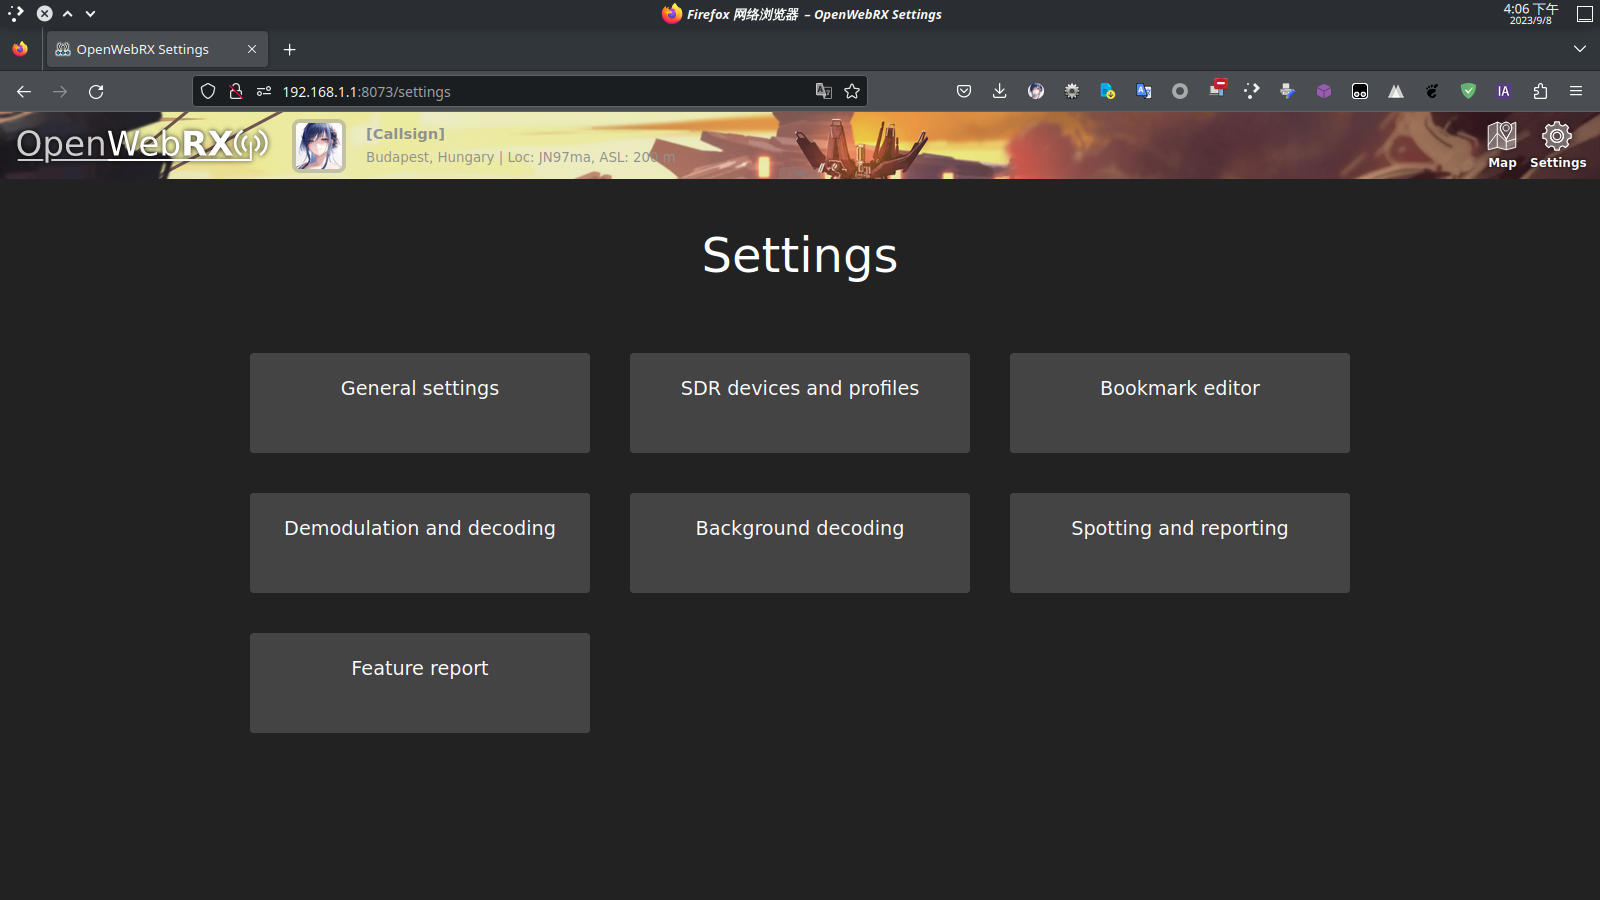 Firefox 网络浏览器 – OpenWebRX Settings
4:06 下午
2023/9/8
OpenWebRX Settings
192.168.1.1:8073/settings
IA
OpenWebRX
[Callsign]
Budapest, Hungary | Loc: JN97ma, ASL: 200 m
Map
Settings
Settings
General settings
SDR devices and profiles
Bookmark editor
Demodulation and decoding
Background decoding
Spotting and reporting
Feature report